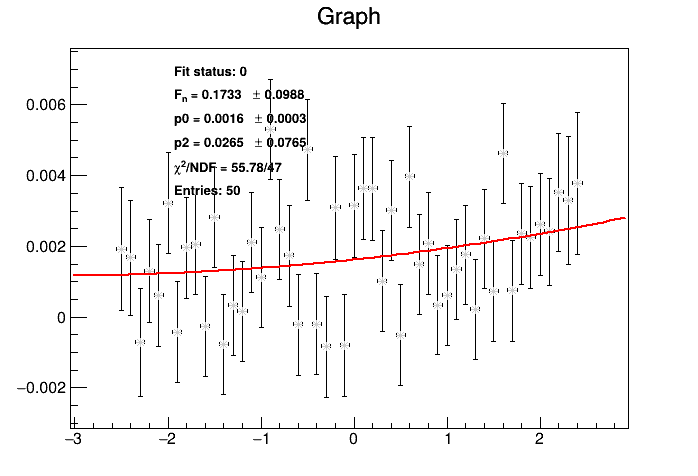 Graph
Fit status: 0
Fn = 0.1733 ± 0.0988
p0 = 0.0016 ± 0.0003
p2 = 0.0265 ± 0.0765
χ²/NDF = 55.78/47
Entries: 50
0.006
0.004
0.002
0
−0.002
−3 −2 −1 0 1 2